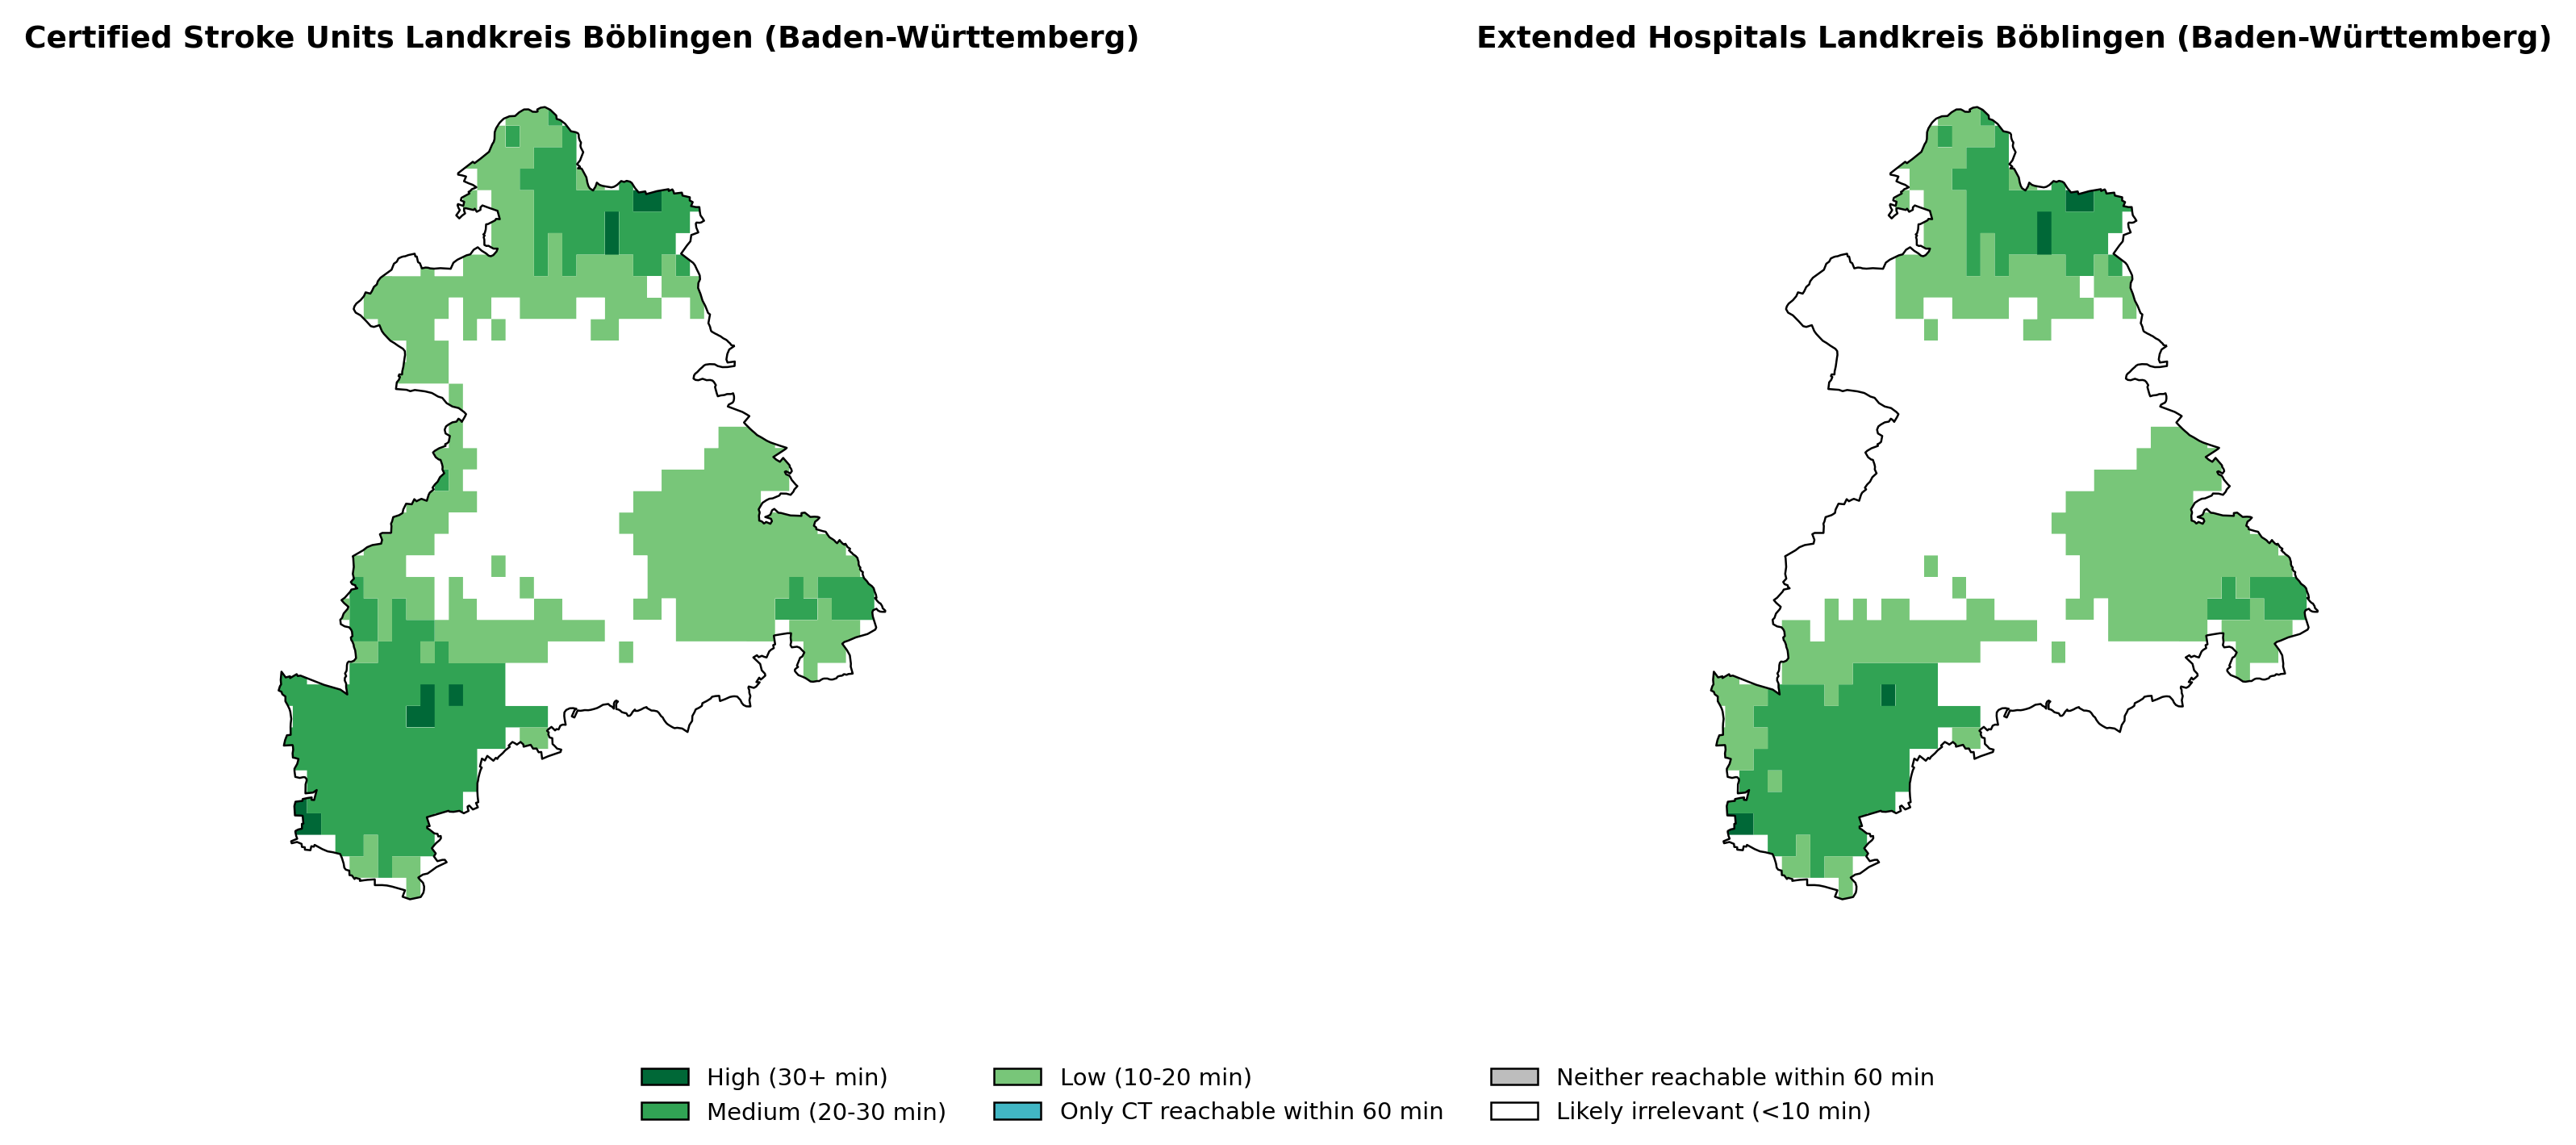 Certified Stroke Units Landkreis Böblingen (Baden-Württemberg)
Extended Hospitals Landkreis Böblingen (Baden-Württemberg)
High (30+ min)
Medium (20-30 min)
Low (10-20 min)
Only CT reachable within 60 min
Neither reachable within 60 min
Likely irrelevant (<10 min)